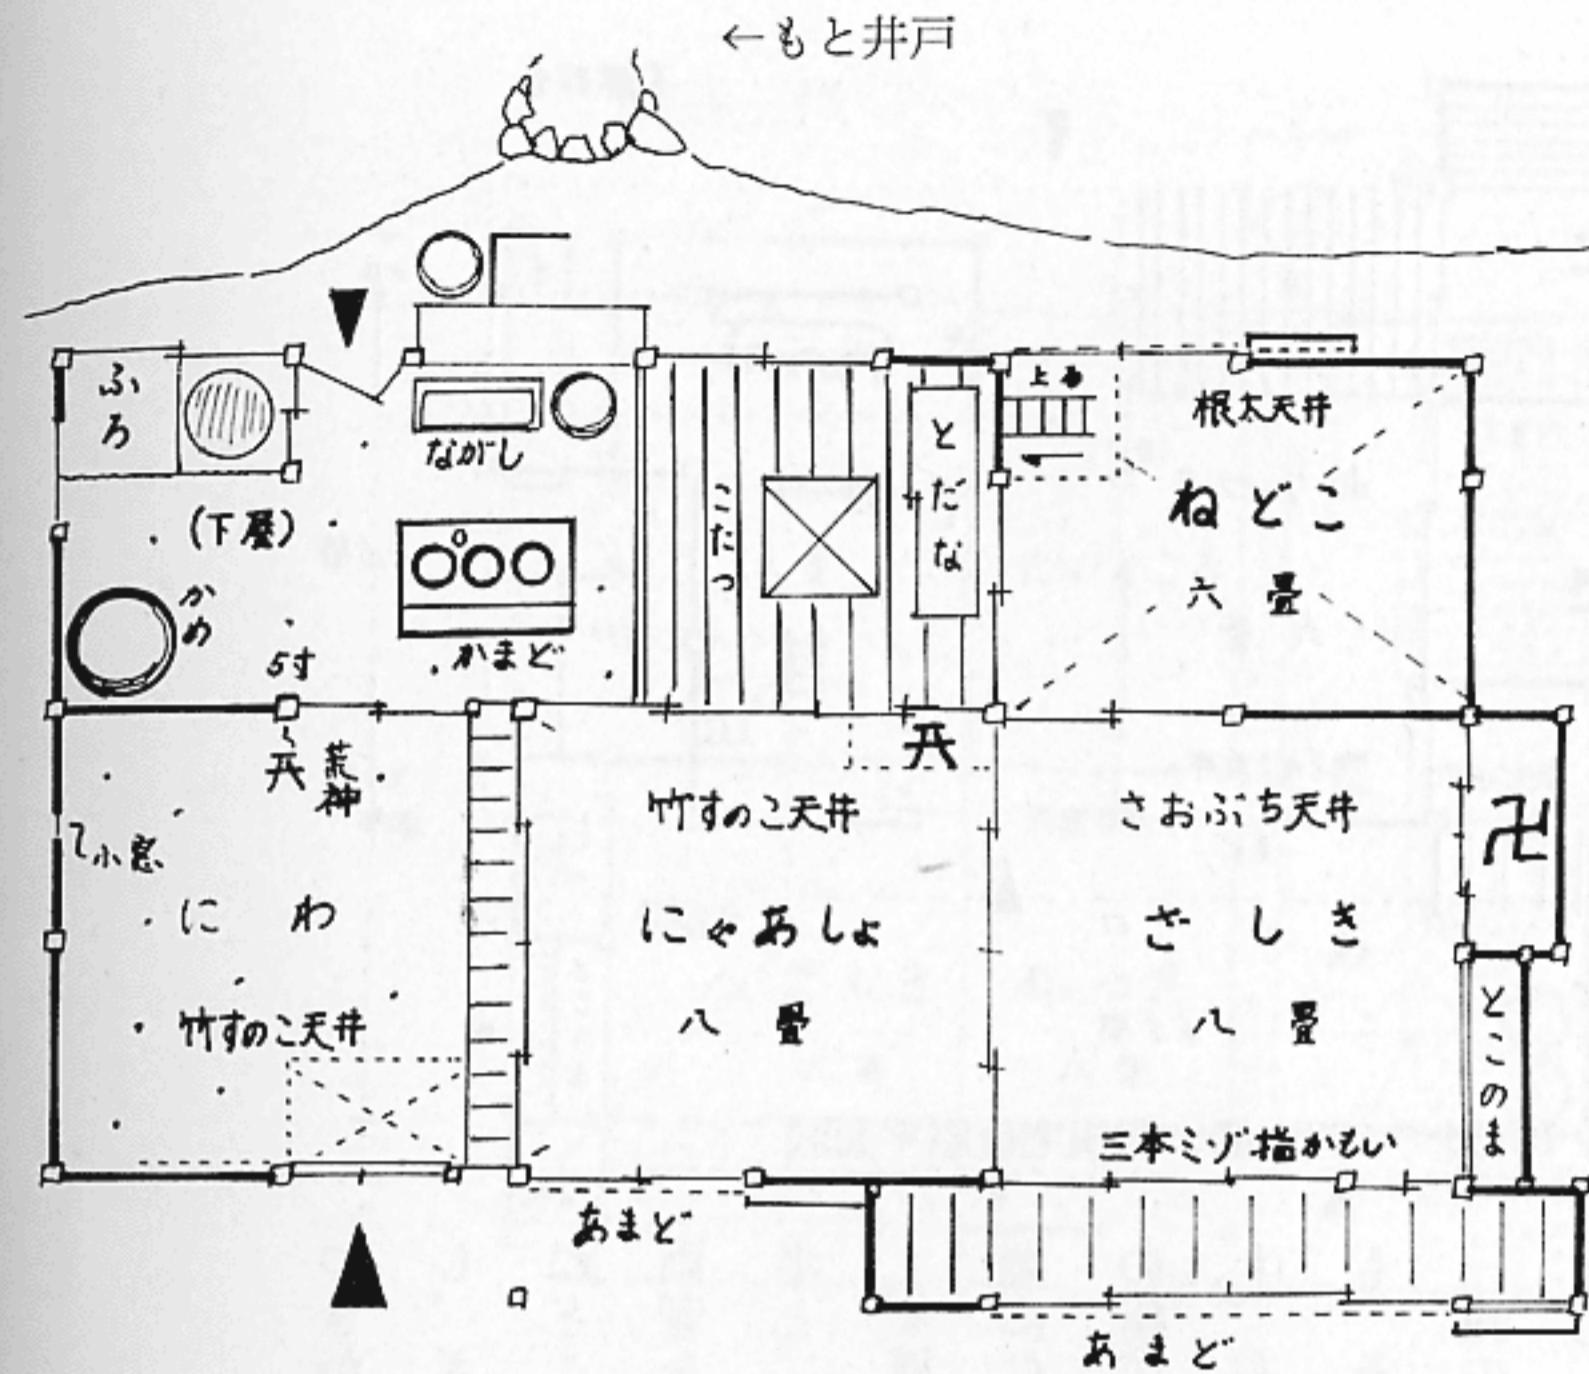 ←もと井戸
ふろ
ながし
(下屋)
かめ
5寸
かまど
こたつ
とだな
上る
根太天井
ねどこ
六畳
荒神
小窓
にわ
竹すのこ天井
竹すのこ天井
にゃあしょ
八畳
さおぶち天井
ざしき
八畳
卍
とこのま
三本ミゾ指かもい
あまど
あまど